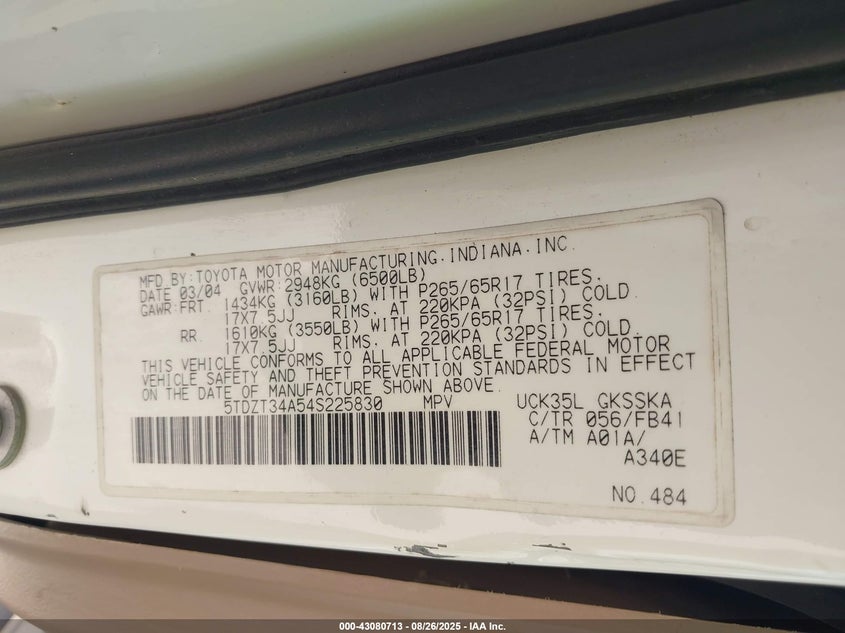 MFD.BY:TOYOTA MOTOR MANUFACTURING.INDIANA.INC.
DATE 03/04 GVWR:2948KG (6500LB)
GAWR:FRT. 1434KG (3160LB) WITH P265/65R17 TIRES.
17X7.5JJ RIMS. AT 220KPA (32PSI) COLD.
RR. 1610KG (3550LB) WITH P265/65R17 TIRES.
17X7.5JJ RIMS. AT 220KPA (32PSI) COLD.
THIS VEHICLE CONFORMS TO ALL APPLICABLE FEDERAL MOTOR
VEHICLE SAFETY AND THEFT PREVENTION STANDARDS IN EFFECT
ON THE DATE OF MANUFACTURE SHOWN ABOVE.
5TDZT34A54S225830 MPV UCK35L GKSSKA
C/TR 056/FB41
A/TM A01A/
A340E
NO.484
000-43080713 - 08/26/2025 - IAA Inc.